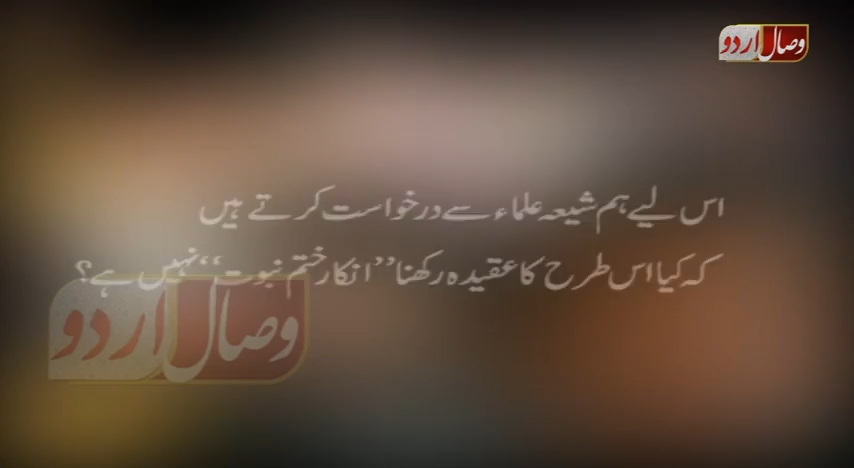 وصال اردو
اس لیے ہم شیعہ علماء سے درخواست کرتے ہیں
کہ کیا اس طرح کا عقیدہ رکھنا ”انکار ختم نبوت“ نہیں ہے؟
وصال اردو